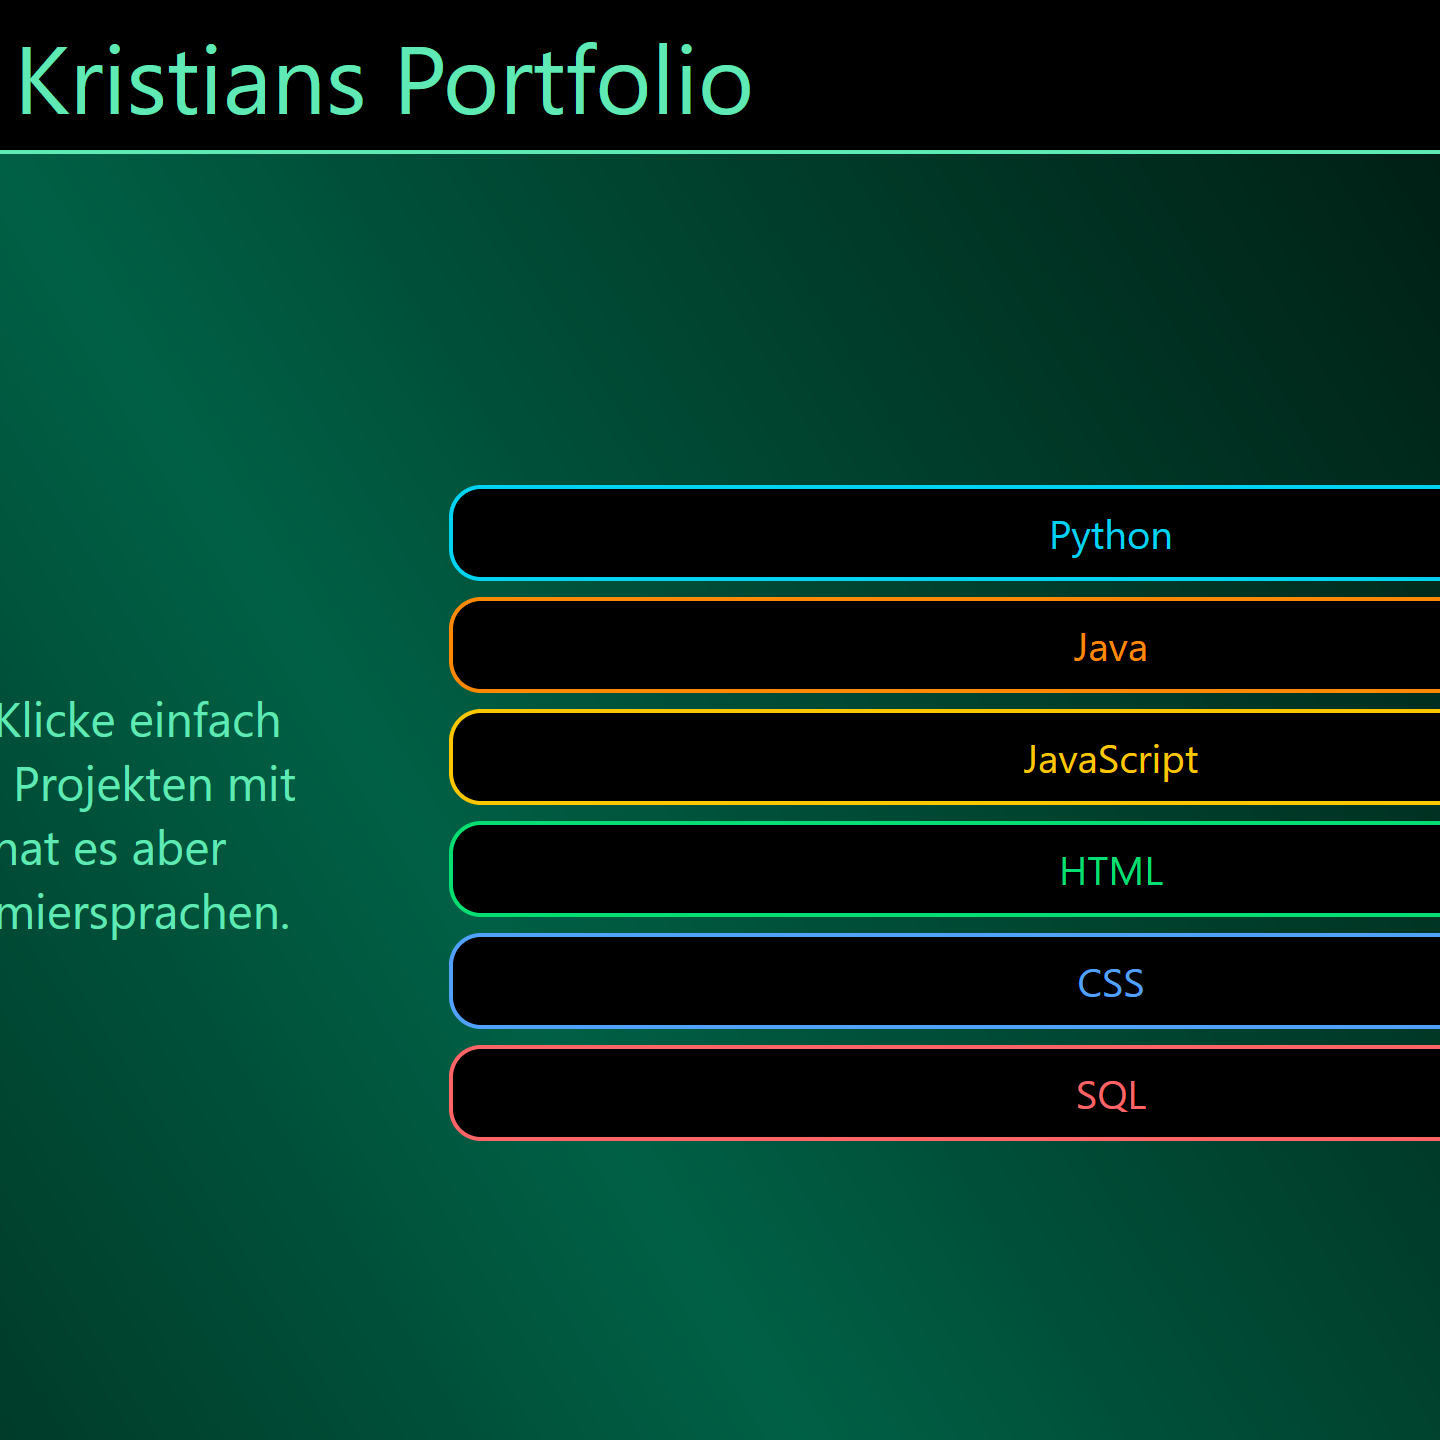 Kristians Portfolio
Python
Java
JavaScript
HTML
CSS
SQL
Klicke einfach
Projekten mit
hat es aber
miersprachen.